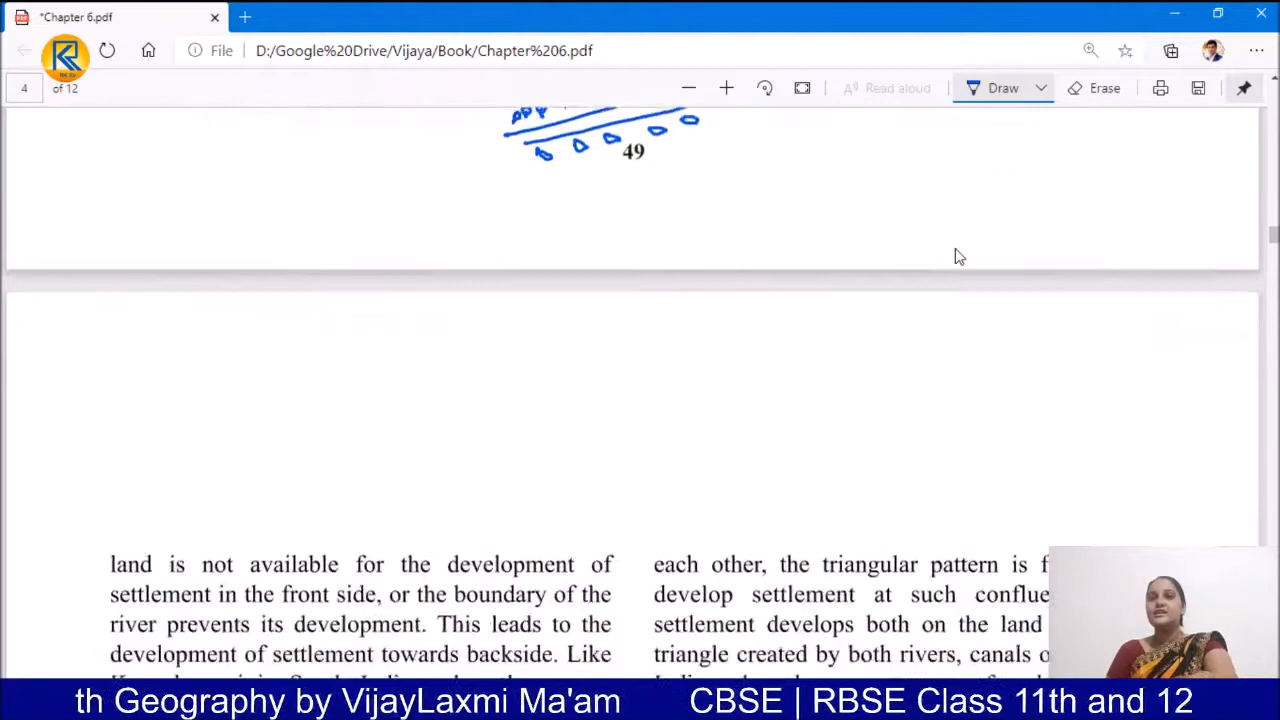 *Chapter 6.pdf
File D:/Google%20Drive/Vijaya/Book/Chapter%206.pdf
4 of 12 Read aloud Draw Erase
49
land is not available for the development of
settlement in the front side, or the boundary of the
river prevents its development. This leads to the
development of settlement towards backside. Like
each other, the triangular pattern is
develop settlement at such
settlement develops both on the land
triangle created by both rivers, canals
th Geography by VijayLaxmi Ma'am CBSE | RBSE Class 11th and 12